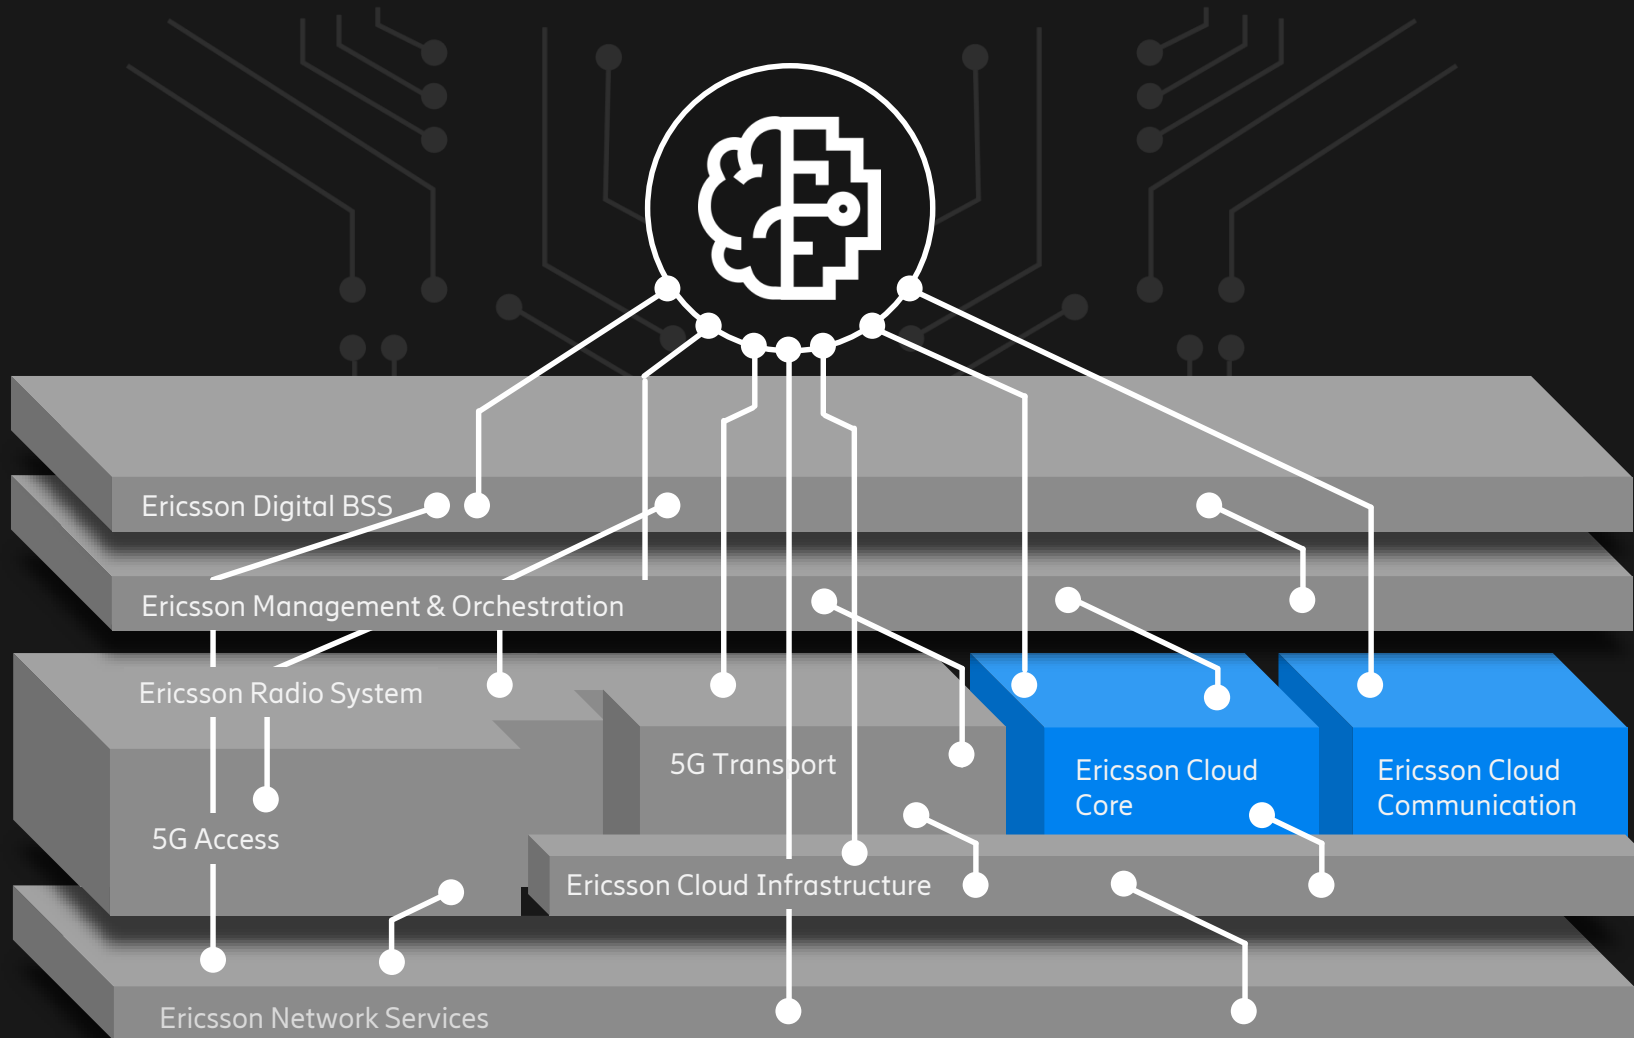 Ericsson Digital BSS
Ericsson Management & Orchestration
Ericsson Radio System
5G Transport
Ericsson Cloud
Core
Ericsson Cloud
Communication
5G Access
Ericsson Cloud Infrastructure
Ericsson Network Services